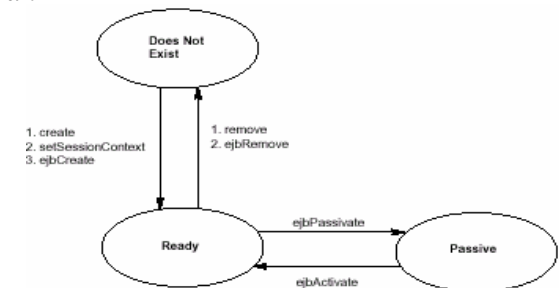 Does Not
Exist
1. create
2. setSessionContext
3. ejbCreate
1. remove
2. ejbRemove
ejbPassivate
Ready
Passive
ejbActivate